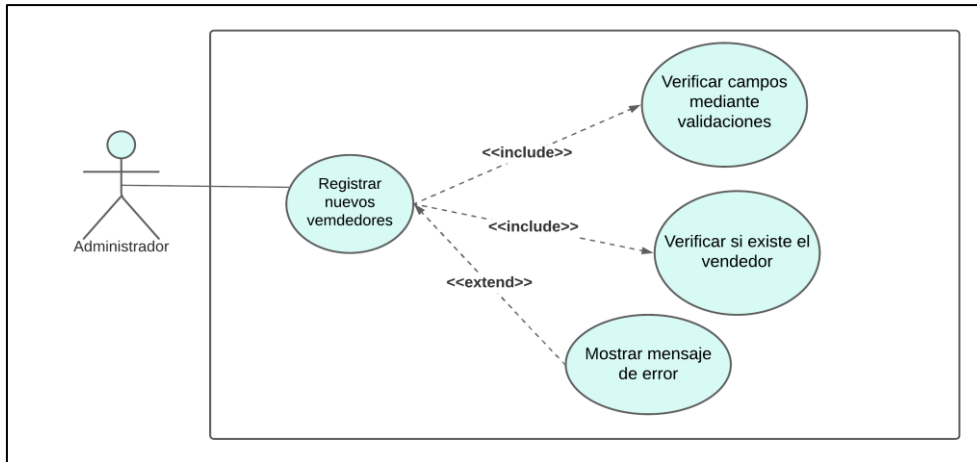 Verificar campos
mediante
validaciones
<<include>>
Registrar
nuevos
vemdedores
Administrador
<<include>>
Verificar si existe el
vendedor
<<extend>>
Mostrar mensaje
de error